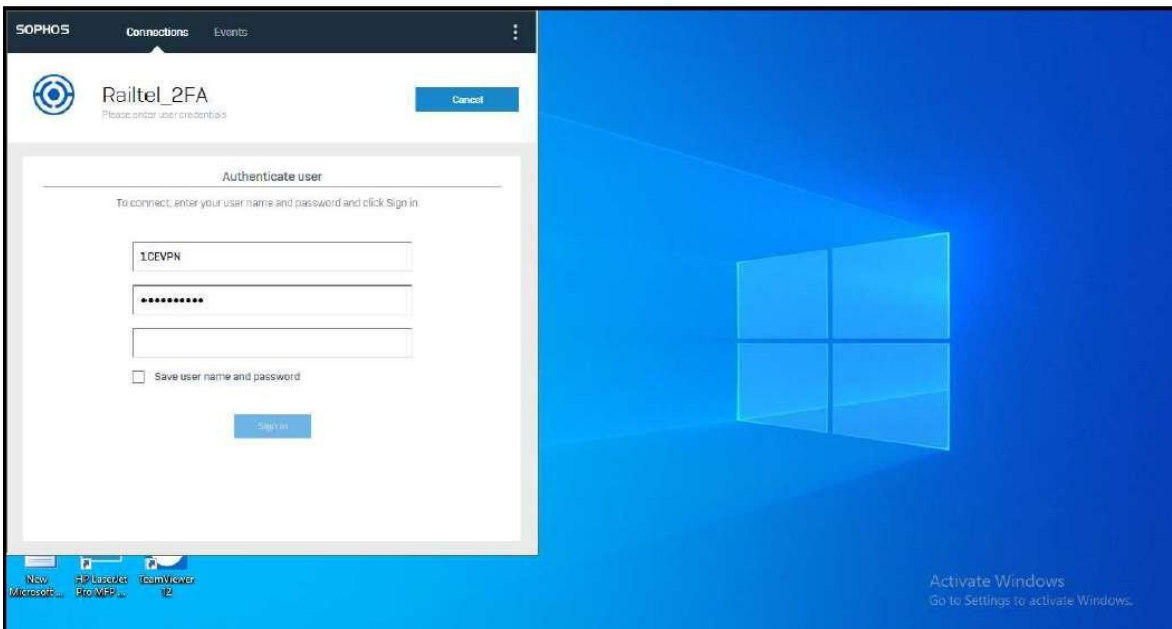 SOPHOS Connections Events
Railtel_2FA
Cancel
Please enter user credentials
Authenticate user
To connect, enter your user name and password and click Sign in
1CEVPN
Save user name and password
Sign in
New HP LaserJet TeamViewer
Microsoft ... Pro MFP ... 12
Activate Windows
Go to Settings to activate Windows.